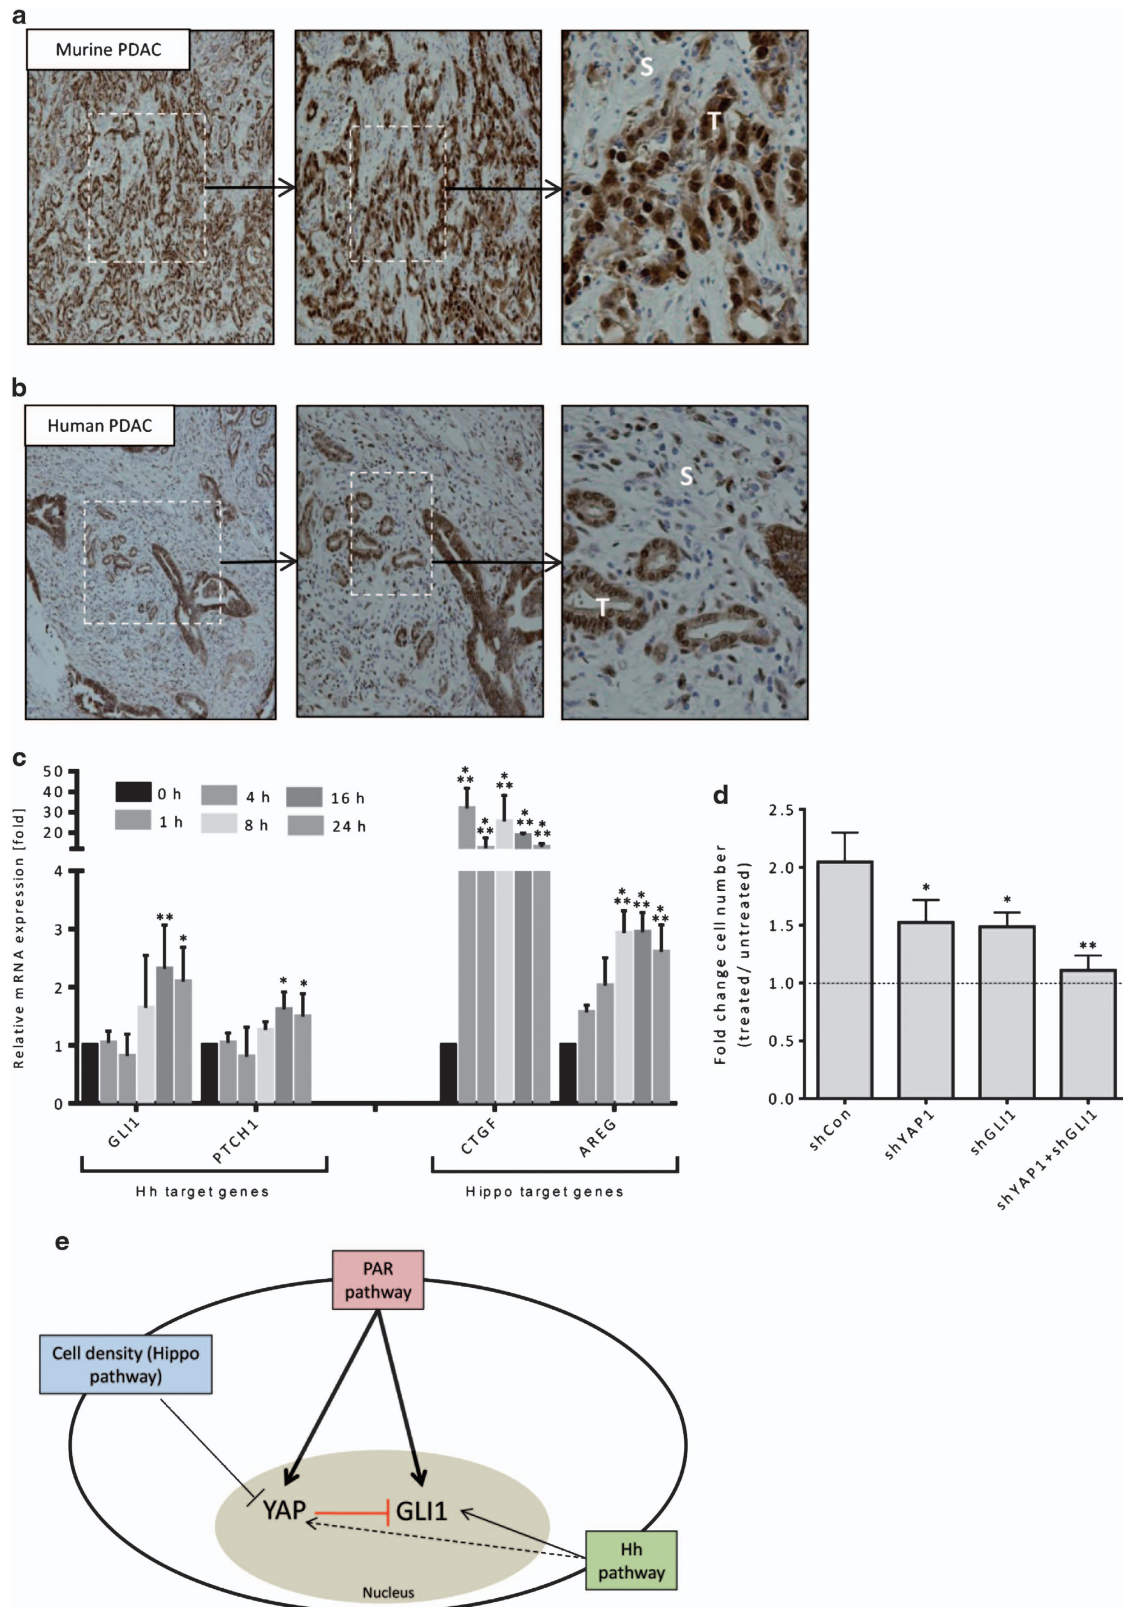 a
Murine PDAC
S
T
b
Human PDAC
S
T
c
Relative mRNA expression [fold]
50
40
30
20
4
3
2
1
0
0 h
4 h
16 h
1 h
8 h
24 h
**
*
*
*
*
**
*
**
*
**
*
**
*
**
*
**
*
**
*
**
GLI1
PTCH1
CTGF
AREG
Hh target genes
Hippo target genes
d
Fold change cell number
(treated/ untreated)
2.5
2.0
1.5
1.0
0.5
0.0
*
*
**
shCon
shYAP1
shGLI1
shYAP1+shGLI1
e
PAR
pathway
Cell density (Hippo
pathway)
YAP
GLI1
Hh
pathway
Nucleus